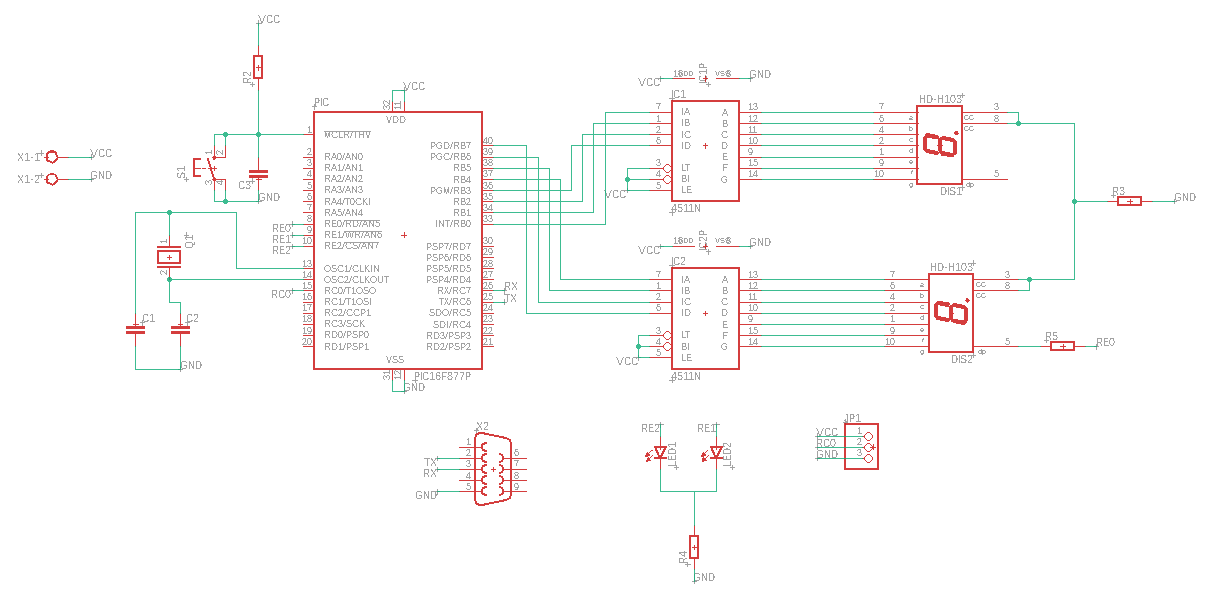 VCC
R2
PIC
VCC
32 11
VDD
1 MCLR/THV
2 RA0/AN0
3 RA1/AN1
4 RA2/AN2
5 RA3/AN3
6 RA4/T0CKI
7 RA5/AN4
RE0 8 RE0/RD/AN5
RE1 9 RE1/WR/AN6
RE2 10 RE2/CS/AN7
13 OSC1/CLKIN
14 OSC2/CLKOUT
RC0 15 RC0/T1OSO
16 RC1/T1OSI
17 RC2/CCP1
18 RC3/SCK
19 RD0/PSP0
20 RD1/PSP1
PGD/RB7 40
PGC/RB6 39
RB5 38
RB4 37
PGM/RB3 36
RB2 35
RB1 34
INT/RB0 33
PSP7/RD7 30
PSP6/RD6 29
PSP5/RD5 28
PSP4/RD4 27
RX/RC7 26 RX
TX/RC6 25 TX
SDO/RC5 24
SDI/RC4 23
RD3/PSP3 22
RD2/PSP2 21
VSS
31 12
GND
PIC16F877P
X1-1 VCC
X1-2 GND
S1
1 2
3 4
C3
GND
Q1
1
2
C1 C2
GND
VCC 16 VDD IC1P VSS 8 GND
IC1
7 IA A 13
1 IB B 12
2 IC C 11
6 ID D 10
E 9
3 LT F 15
4 BI G 14
5 LE
VCC
4511N
HD-H103
7 a
6 b
4 c
2 d
1 e
9 f
10 g
3 CC
8 CC
5
DIS1
R3 GND
VCC 16 VDD IC2P VSS 8 GND
IC2
7 IA A 13
1 IB B 12
2 IC C 11
6 ID D 10
E 9
3 LT F 15
4 BI G 14
5 LE
VCC
4511N
HD-H103
7 a
6 b
4 c
2 d
1 e
9 f
10 g
3 CC
8 CC
5 dp
DIS2
R5 RE0
X2
1
TX 2
RX 3
4
GND 5
6
7
8
9
RE2 RE1
LED1 LED2
R4
GND
JP1
VCC 1
RC0 2
GND 3